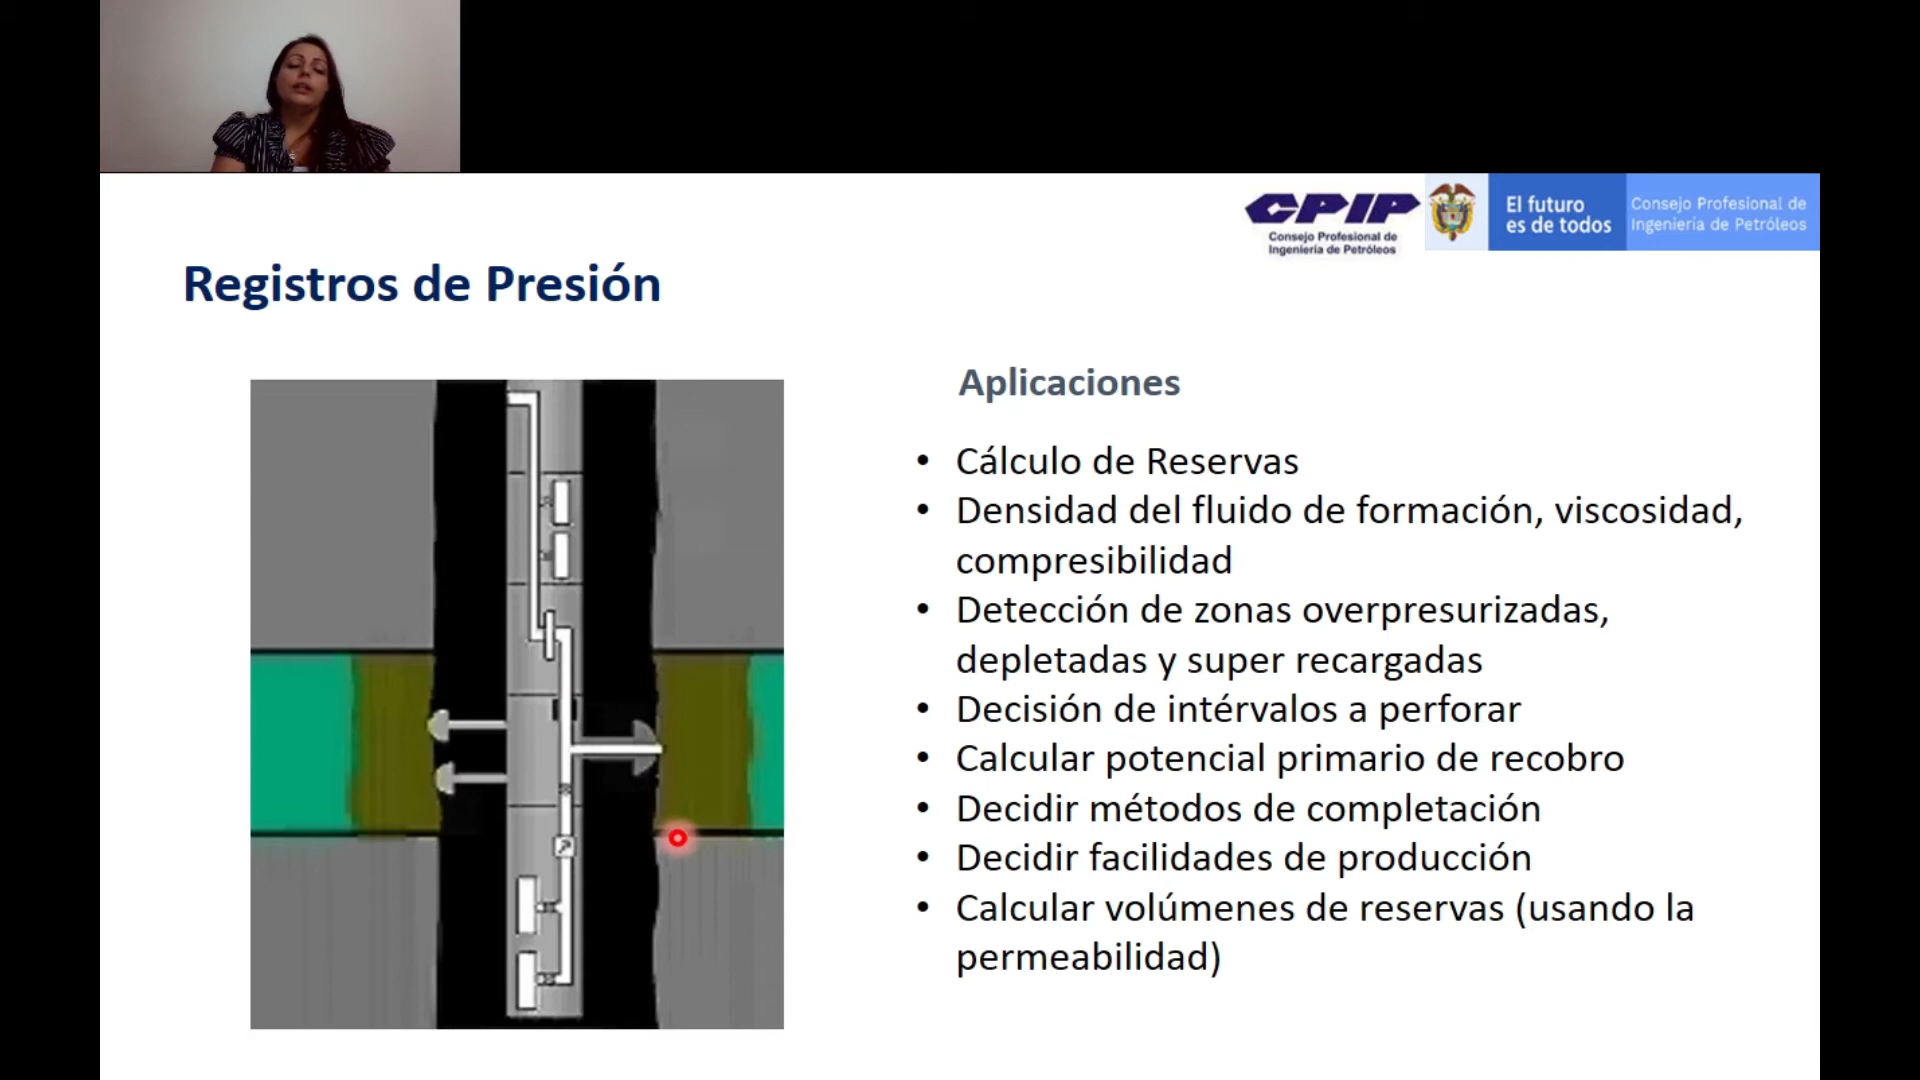 CPIP
Consejo Profesional de
Ingeniería de Petróleos
El futuro
es de todos
Consejo Profesional de
Ingeniería de Petróleos
Registros de Presión
Aplicaciones
• Cálculo de Reservas
• Densidad del fluido de formación, viscosidad,
compresibilidad
• Detección de zonas overpresurizadas,
depletadas y super recargadas
• Decisión de intérvalos a perforar
• Calcular potencial primario de recobro
• Decidir métodos de completación
• Decidir facilidades de producción
• Calcular volúmenes de reservas (usando la
permeabilidad)